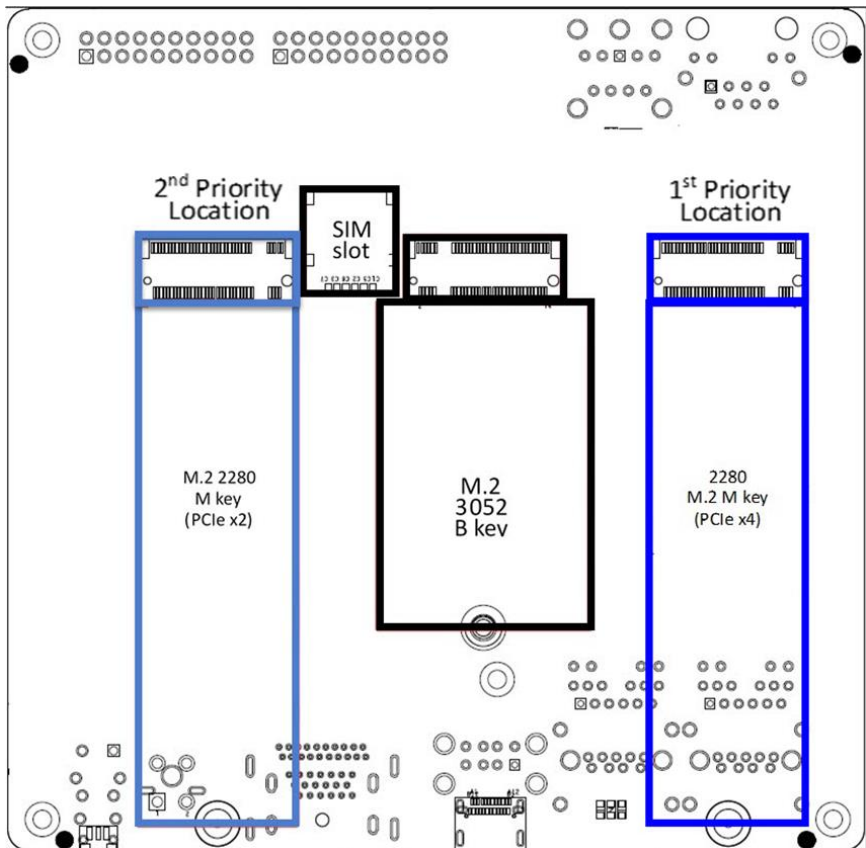 2nd Priority
Location
SIM
slot
1st Priority
Location
M.2 2280
M key
(PCIe x2)
M.2
3052
B kev
2280
M.2 M key
(PCIe x4)